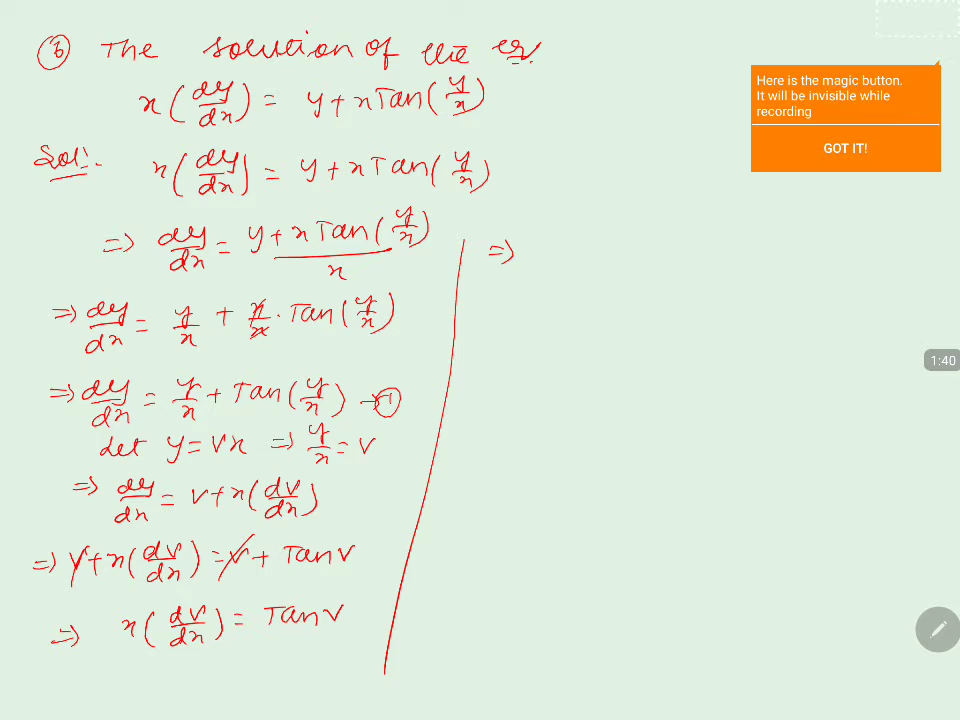 (6) The solution of the eq.
x(dy/dx) = y + x Tan(y/x)
Sol:- x(dy/dx) = y + x Tan(y/x)
=> dy/dx = (y + x Tan(y/x))/x
=> dy/dx = y/x + x/x · Tan(y/x)
=> dy/dx = y/x + Tan(y/x) → (1)
Let y = vx => y/x = v
=> dy/dx = v + x(dv/dx)
=> v + x(dv/dx) = v + Tan v
=> x(dv/dx) = Tan v
=>
Here is the magic button.
It will be invisible while
recording
GOT IT!
1:40